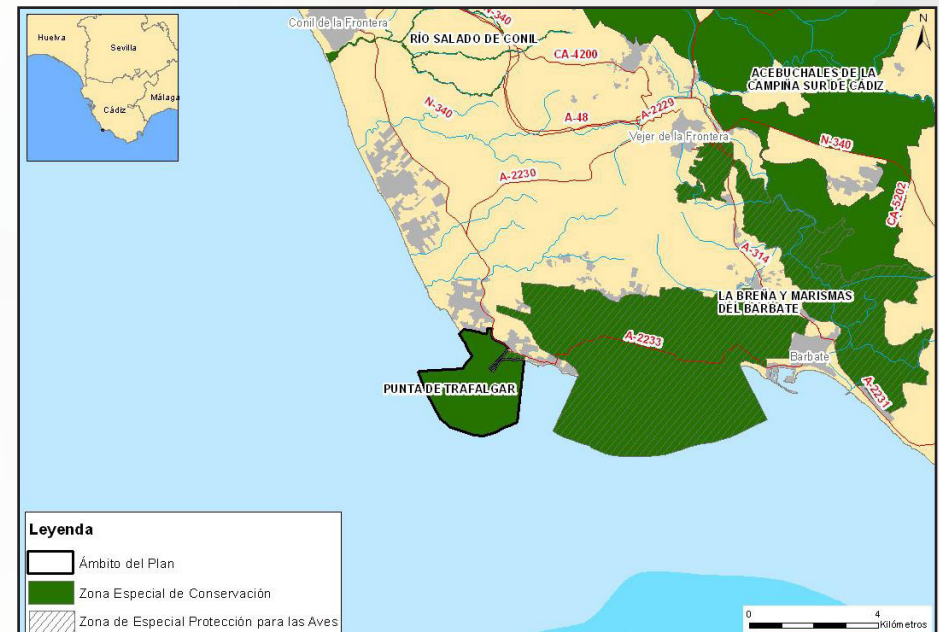 Huelva
Sevilla
Cádiz
Málaga
Conil de la Frontera
N-340
RÍO SALADO DE CONIL
CA-4200
N
ACEBUCHALES DE LA
CAMPIÑA SUR DE CÁDIZ
N-340
A-48
A-2229
Vejer de la Frontera
N-340
A-2230
CA-5202
A-314
LA BREÑA Y MARISMAS
DEL BARBATE
A-2233
Barbate
PUNTA DE TRAFALGAR
A-2231
Leyenda
Ámbito del Plan
Zona Especial de Conservación
Zona de Especial Protección para las Aves
0 4
Kilómetros